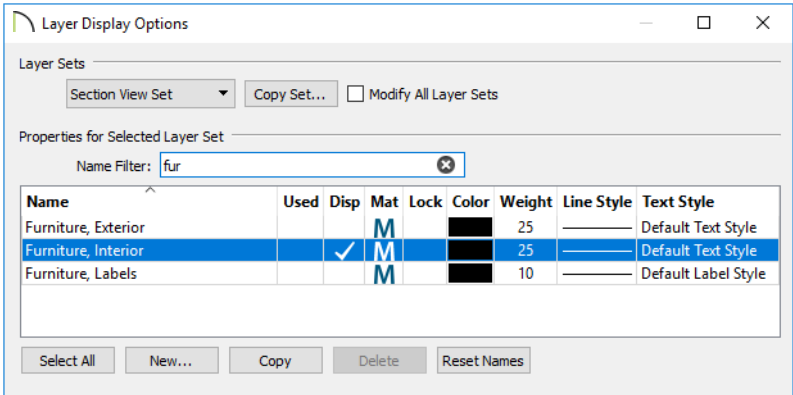 Layer Display Options
Layer Sets
Section View Set Copy Set... Modify All Layer Sets
Properties for Selected Layer Set
Name Filter: fur
Name Used Disp Mat Lock Color Weight Line Style Text Style
Furniture, Exterior M 25 Default Text Style
Furniture, Interior M 25 Default Text Style
Furniture, Labels M 10 Default Label Style
Select All New... Copy Delete Reset Names